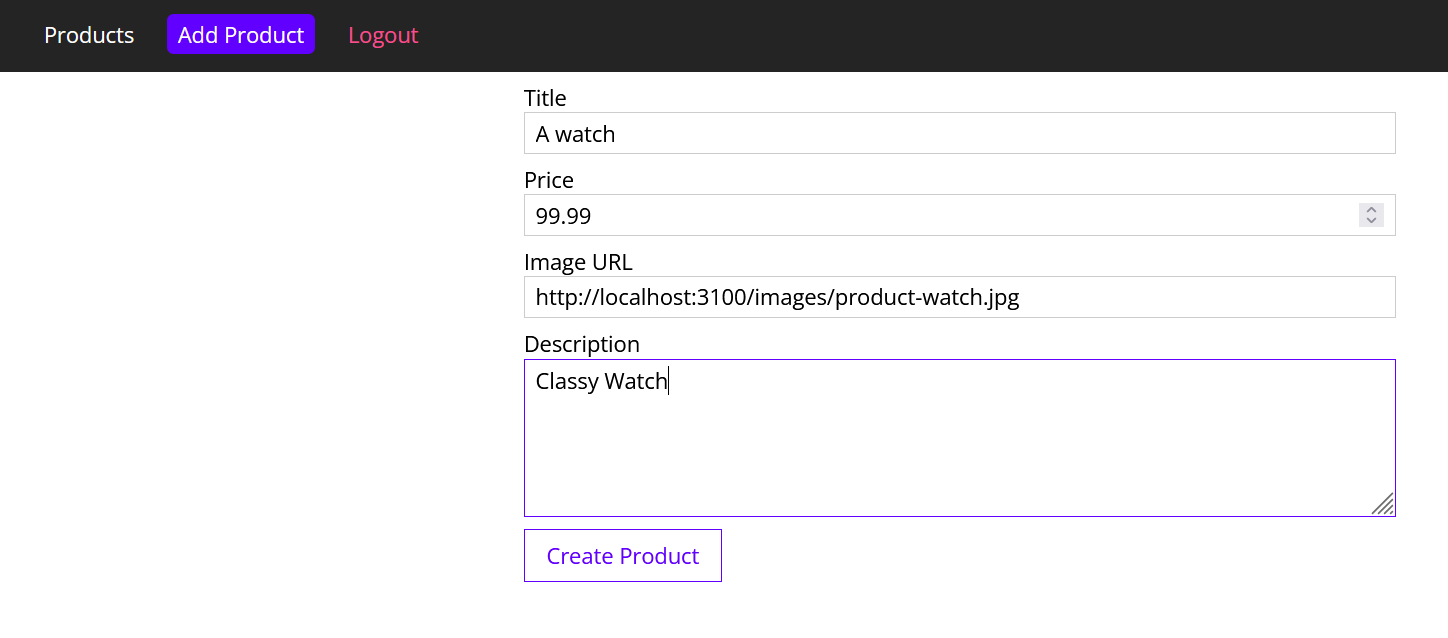 Products Add Product Logout
Title
A watch
Price
99.99
Image URL
http://localhost:3100/images/product-watch.jpg
Description
Classy Watch
Create Product